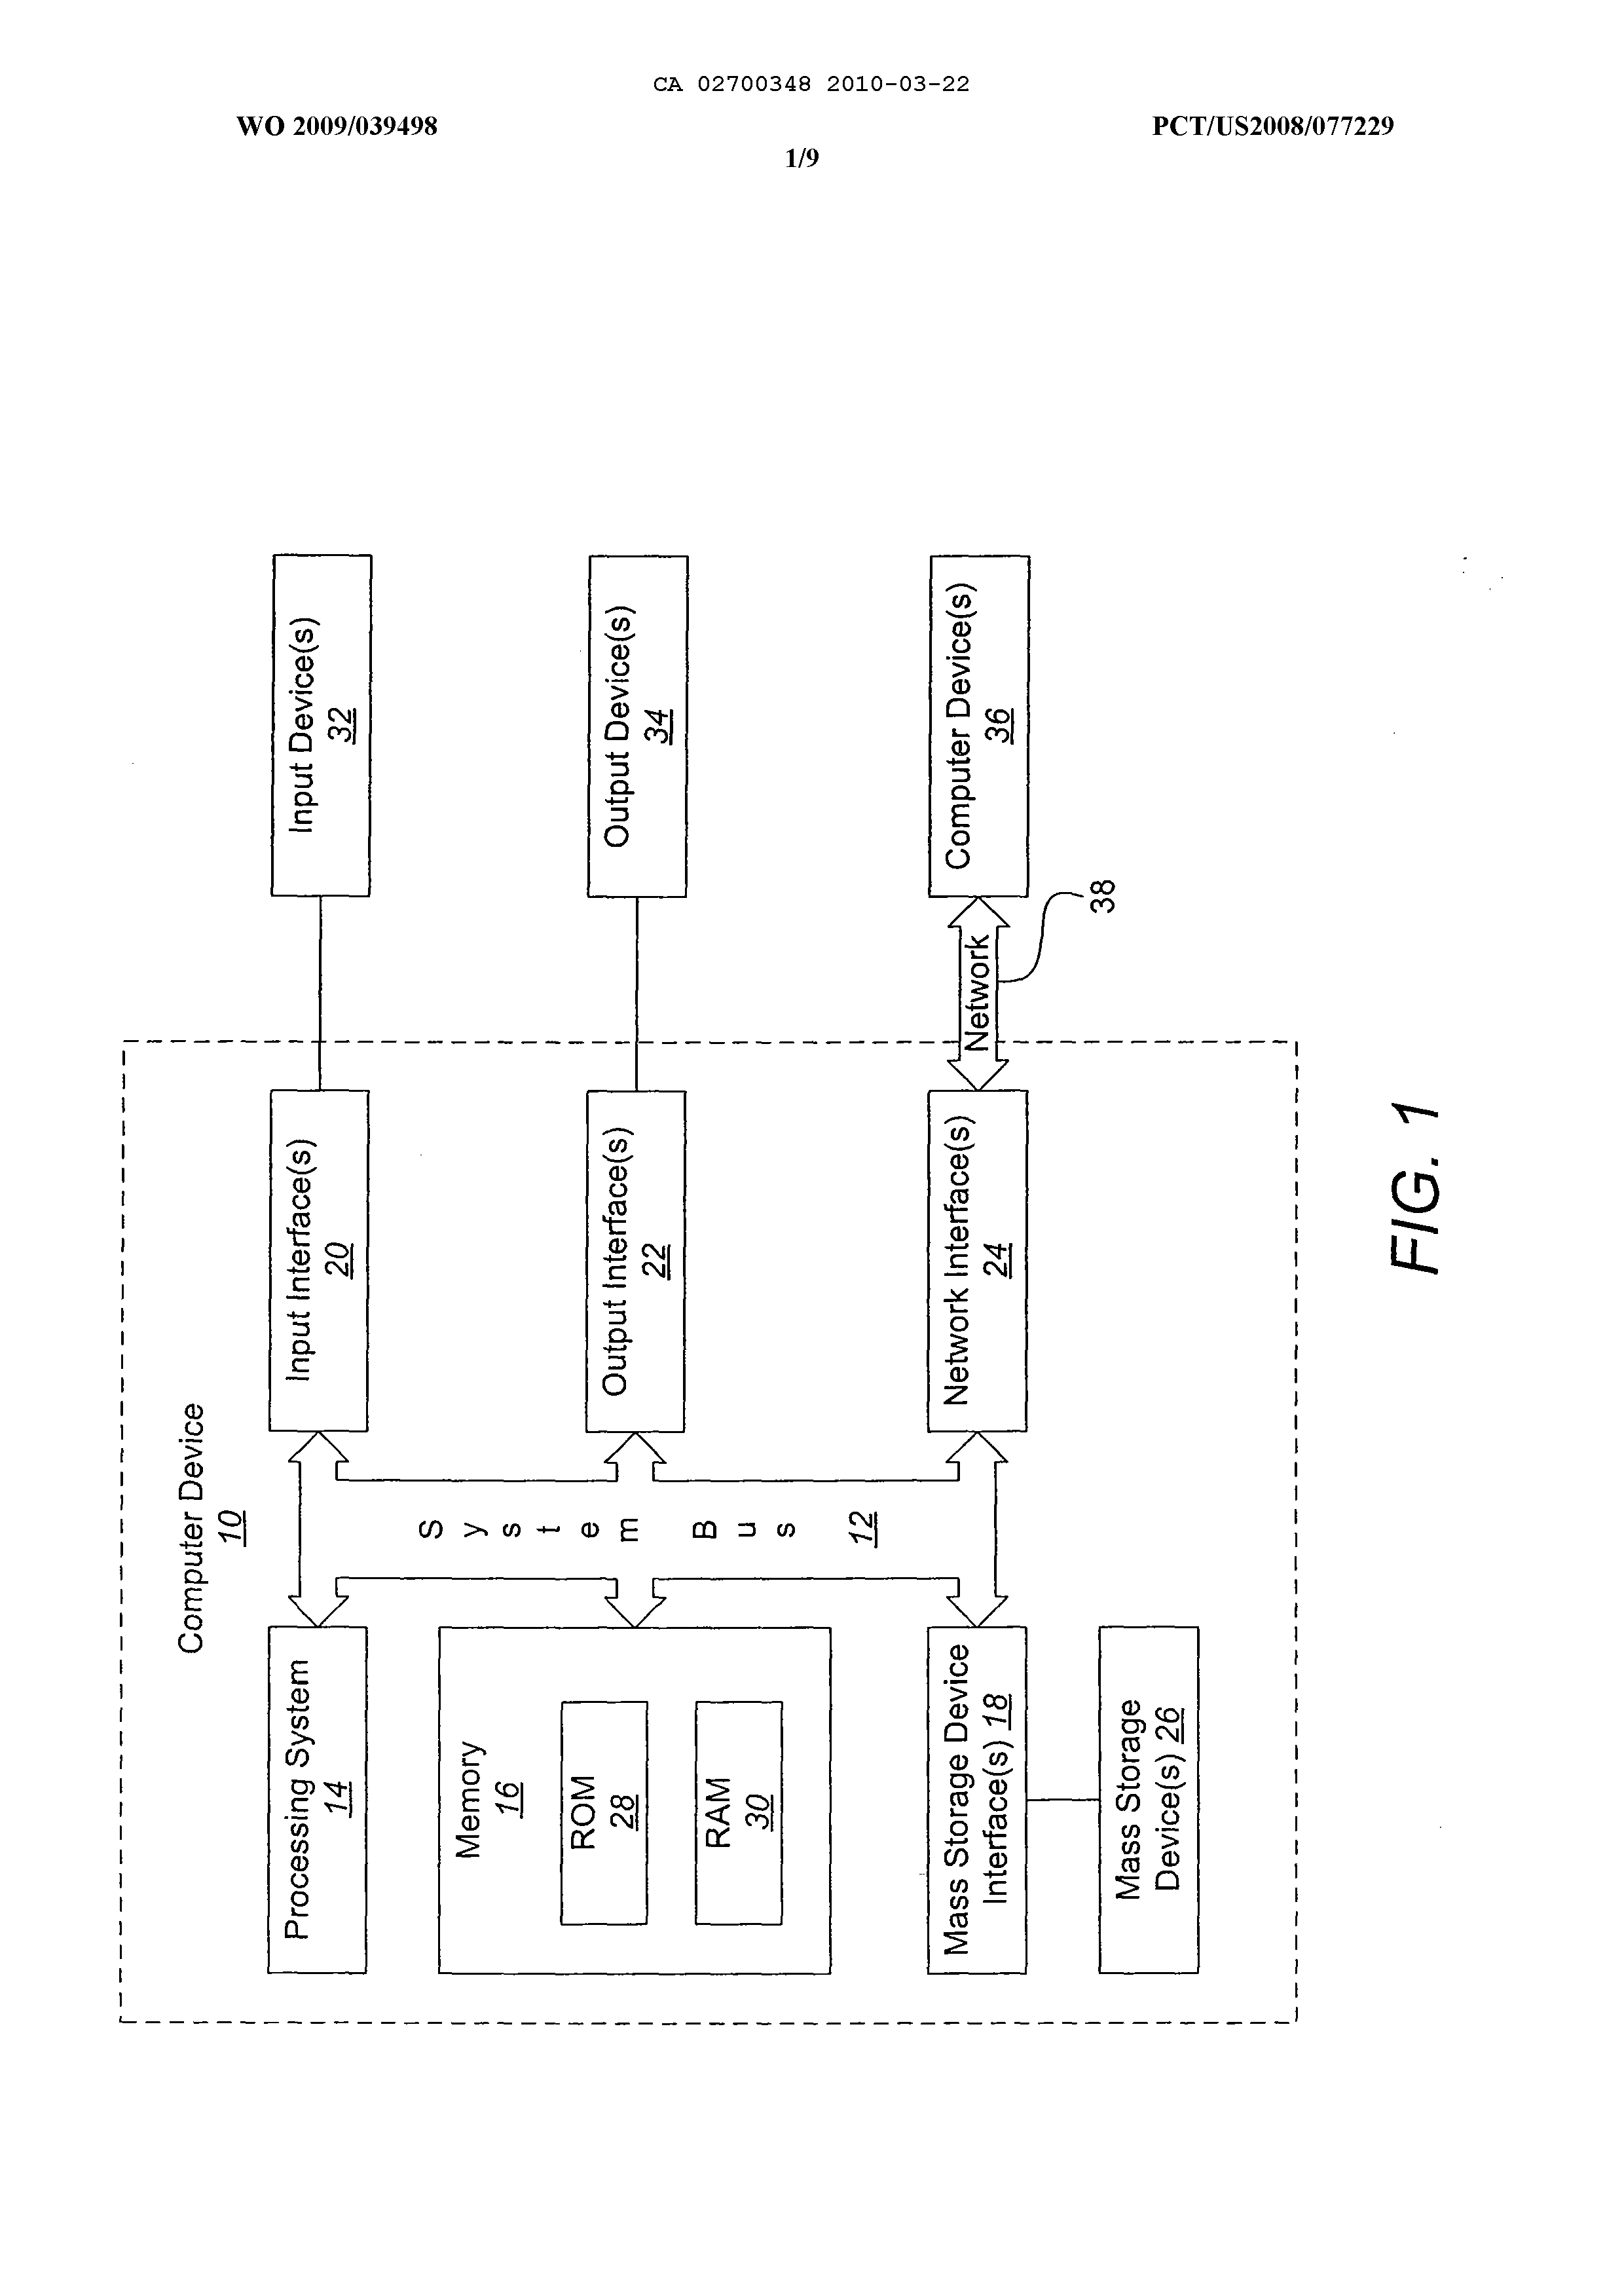 CA 02700348 2010-03-22
WO 2009/039498
PCT/US2008/077229
1/9
Computer Device
10
Processing System
14
Input Interface(s)
20
Input Device(s)
32
System Bus
12
Memory
16
ROM
28
RAM
30
Output Interface(s)
22
Output Device(s)
34
Mass Storage Device
Interface(s) 18
Network Interface(s)
24
Network
38
Computer Device(s)
36
Mass Storage
Device(s) 26
FIG. 1